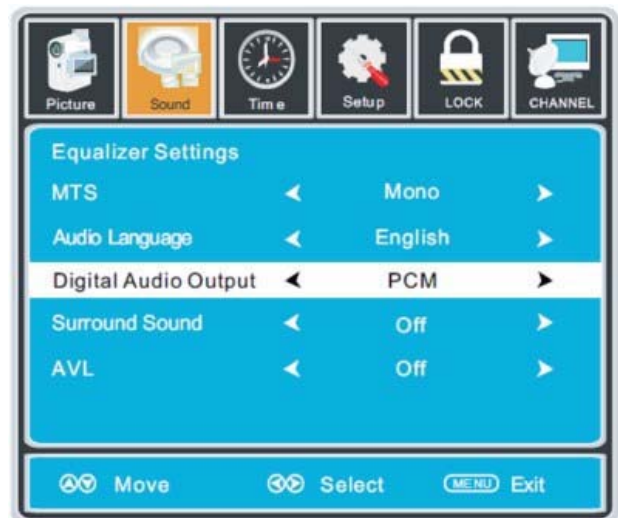 Picture Sound Time Setup LOCK CHANNEL
Equalizer Settings
MTS Mono
Audio Language English
Digital Audio Output PCM
Surround Sound Off
AVL Off
Move Select MENU Exit